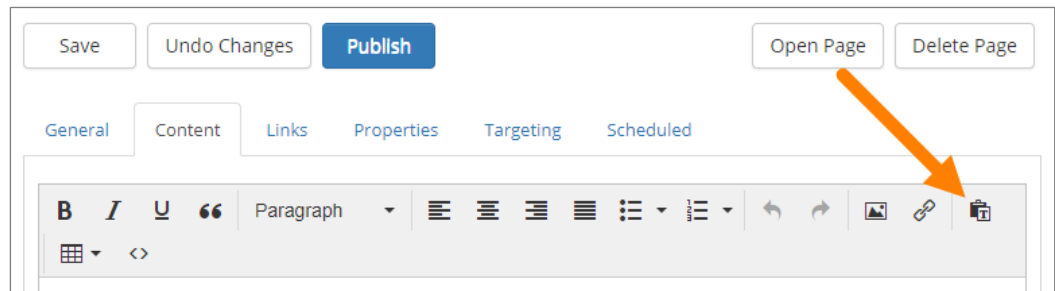 Save Undo Changes Publish Open Page Delete Page
General Content Links Properties Targeting Scheduled
B I U Paragraph